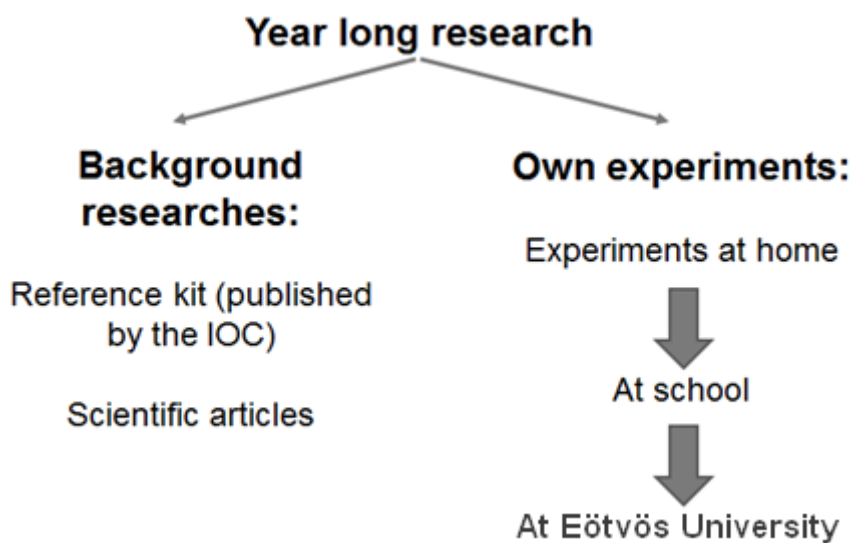 Year long research
Background
researches:
Reference kit (published
by the IOC)
Scientific articles
Own experiments:
Experiments at home
At school
At Eötvös University